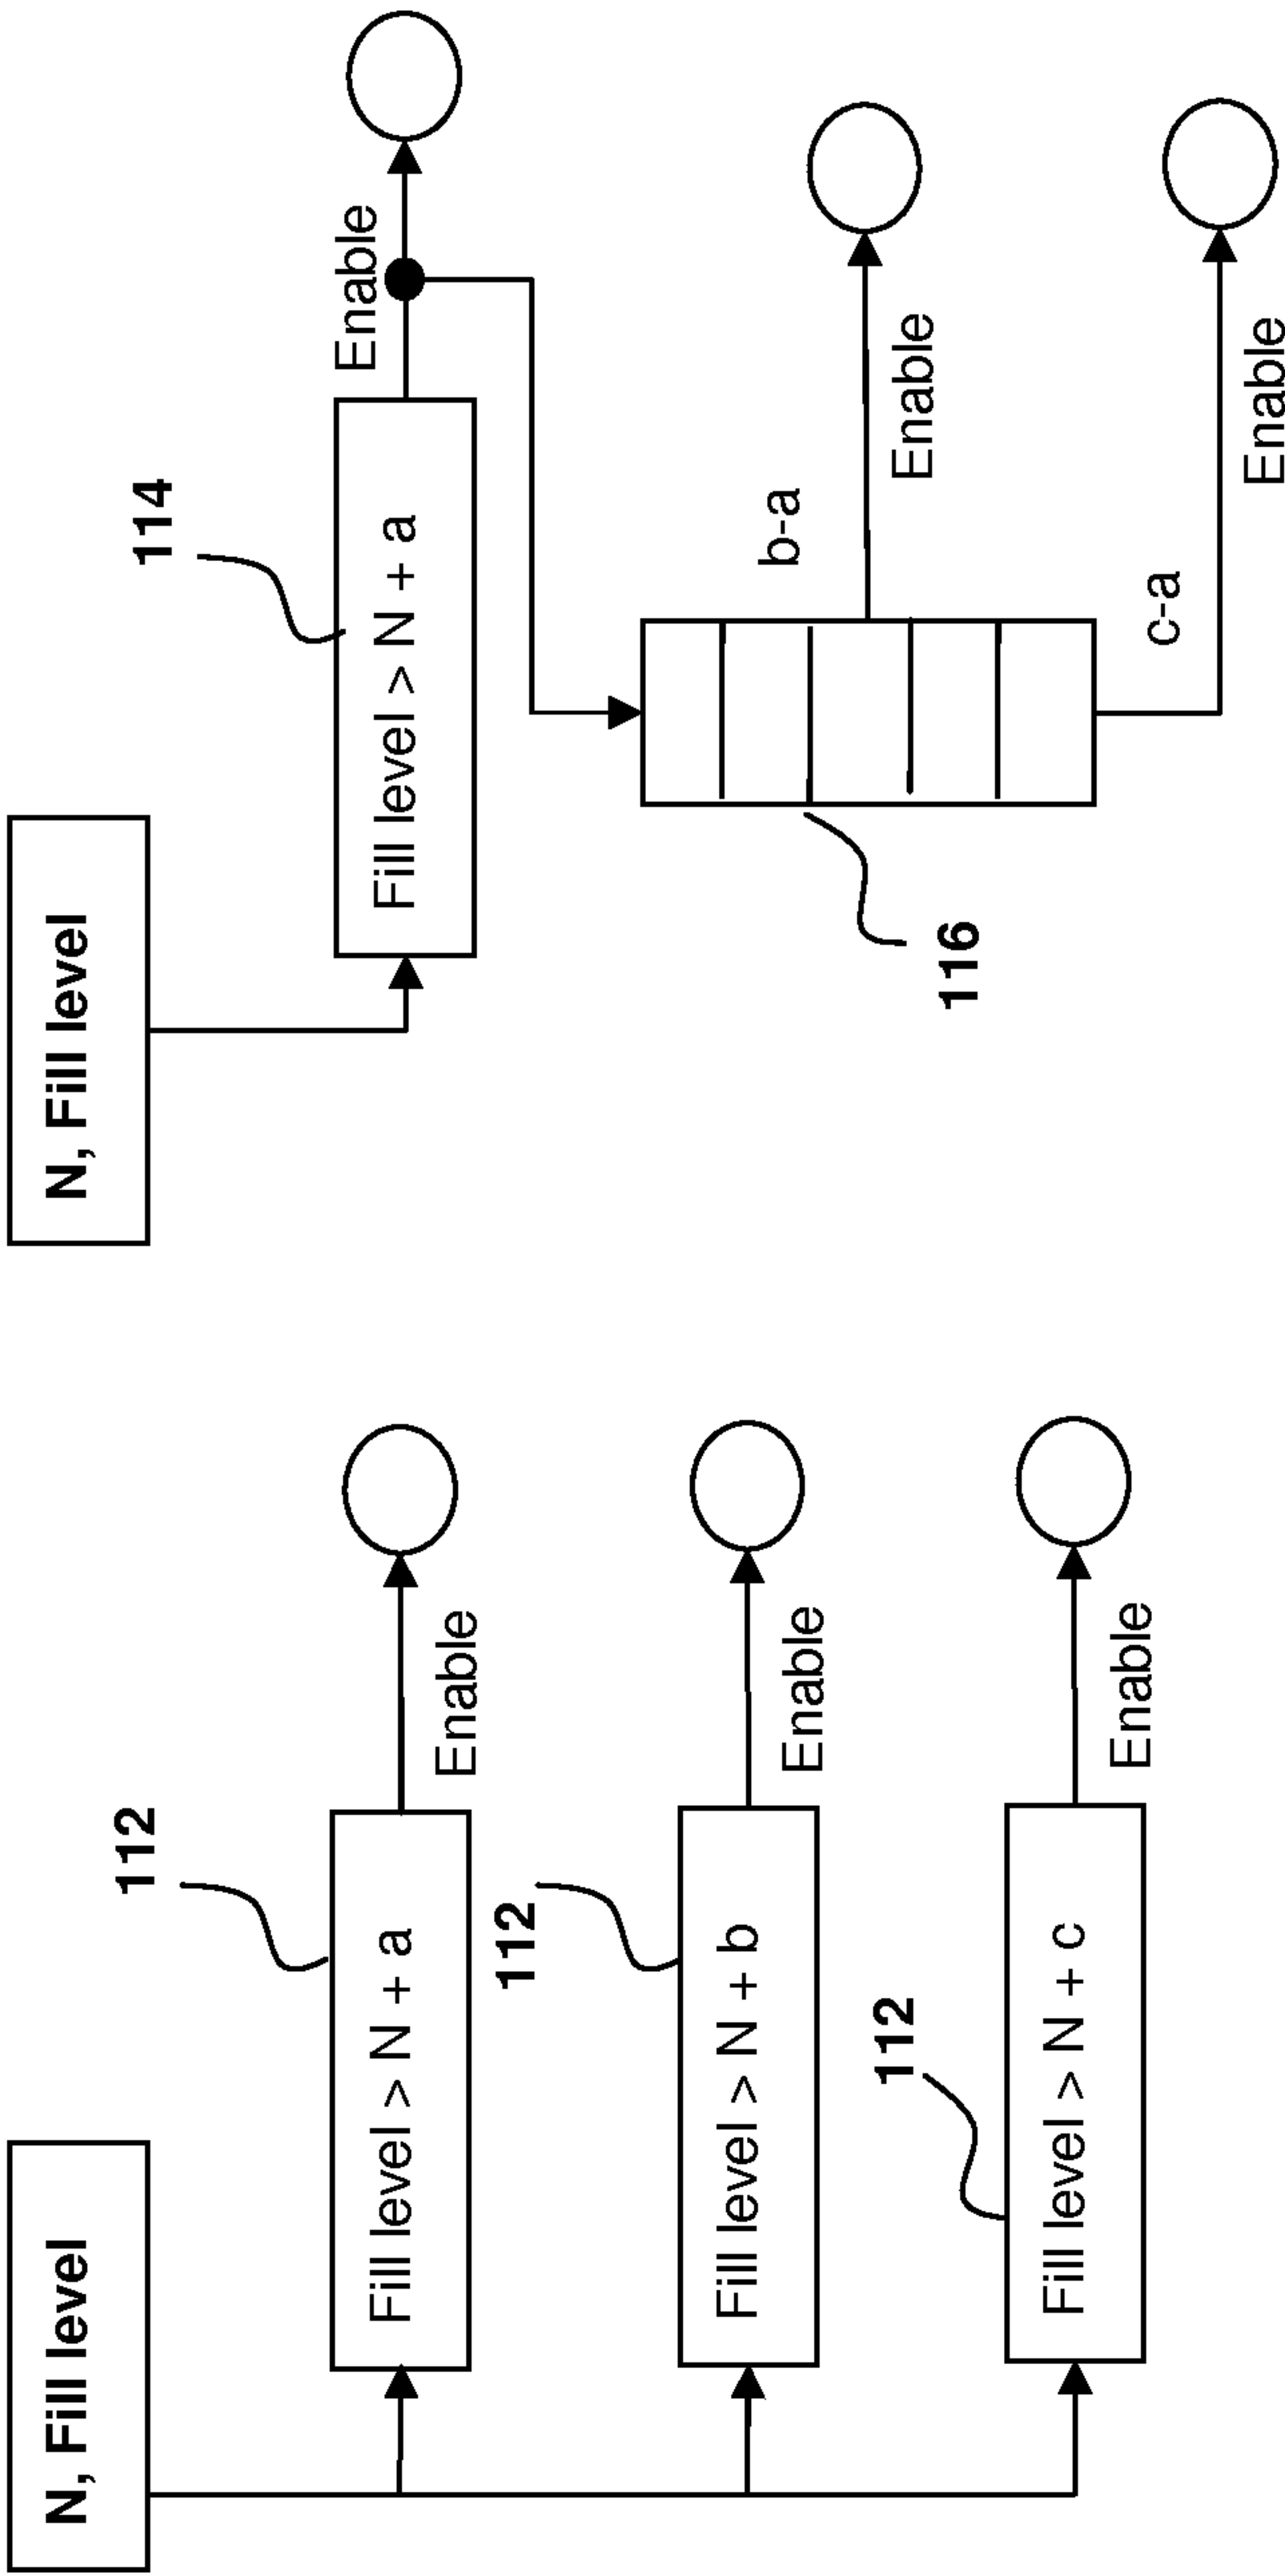 N, Fill level
112
Fill level > N + a
Enable
112
Fill level > N + b
Enable
112
Fill level > N + c
Enable
N, Fill level
114
Fill level > N + a
Enable
116
b-a
Enable
c-a
Enable